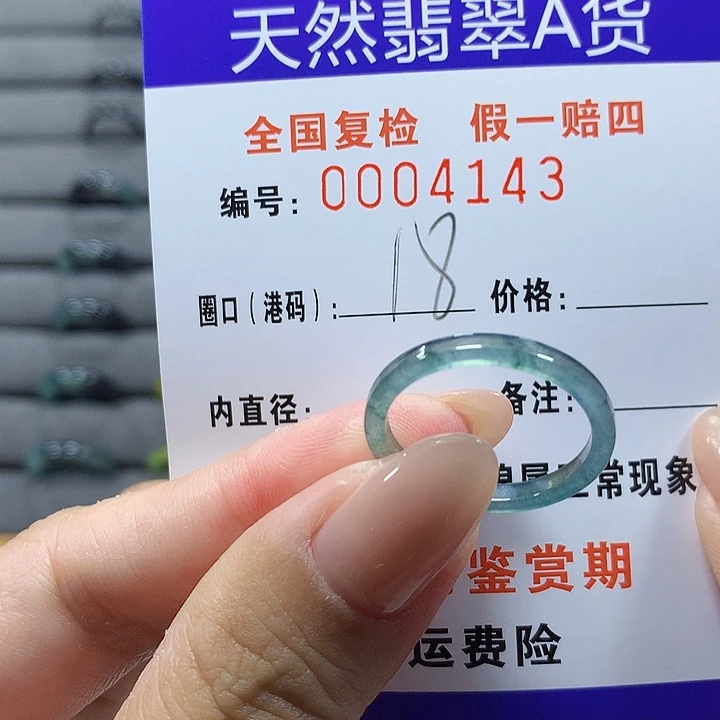 天然翡翠A货
全国复检 假一赔四
编号: 0004143
圈口(港码): 18 价格:
内直径: 备注:
常现象
鉴赏期
运费险